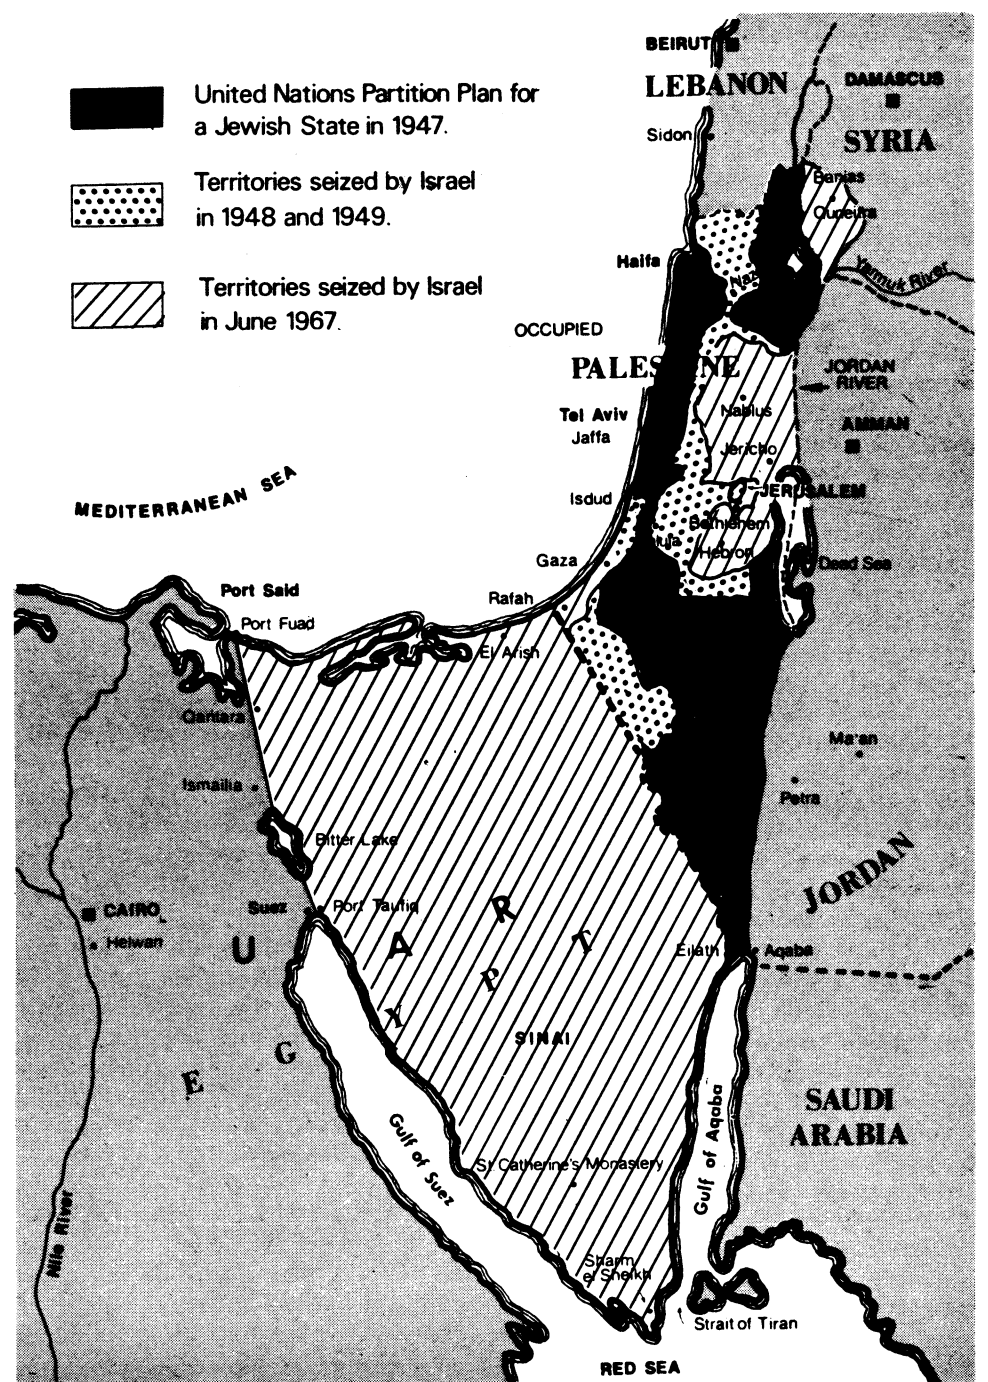 United Nations Partition Plan for
a Jewish State in 1947.
Territories seized by Israel
in 1948 and 1949.
Territories seized by Israel
in June 1967.
BEIRUT
LEBANON
DAMASCUS
SYRIA
Sidon
Banias
Quneitra
Haifa
Yarmuk River
OCCUPIED
PALESTINE
JORDAN
RIVER
Nablus
Tel Aviv
Jaffa
AMMAN
Jericho
MEDITERRANEAN SEA
Isdud
JERUSALEM
Bethlehem
Hebron
Gaza
Dead Sea
Port Said
Rafah
Port Fuad
El Arish
Qantara
Ma'an
Ismailia
Petra
Bitter Lake
JORDAN
CAIRO
Suez
Port Taufiq
Helwan
U A R
Eilath
Aqaba
SINAI
E G Y P T
SAUDI
ARABIA
Gulf of Suez
Gulf of Aqaba
St Catherine's Monastery
Nile River
Sharm
el Sheikh
Strait of Tiran
RED SEA